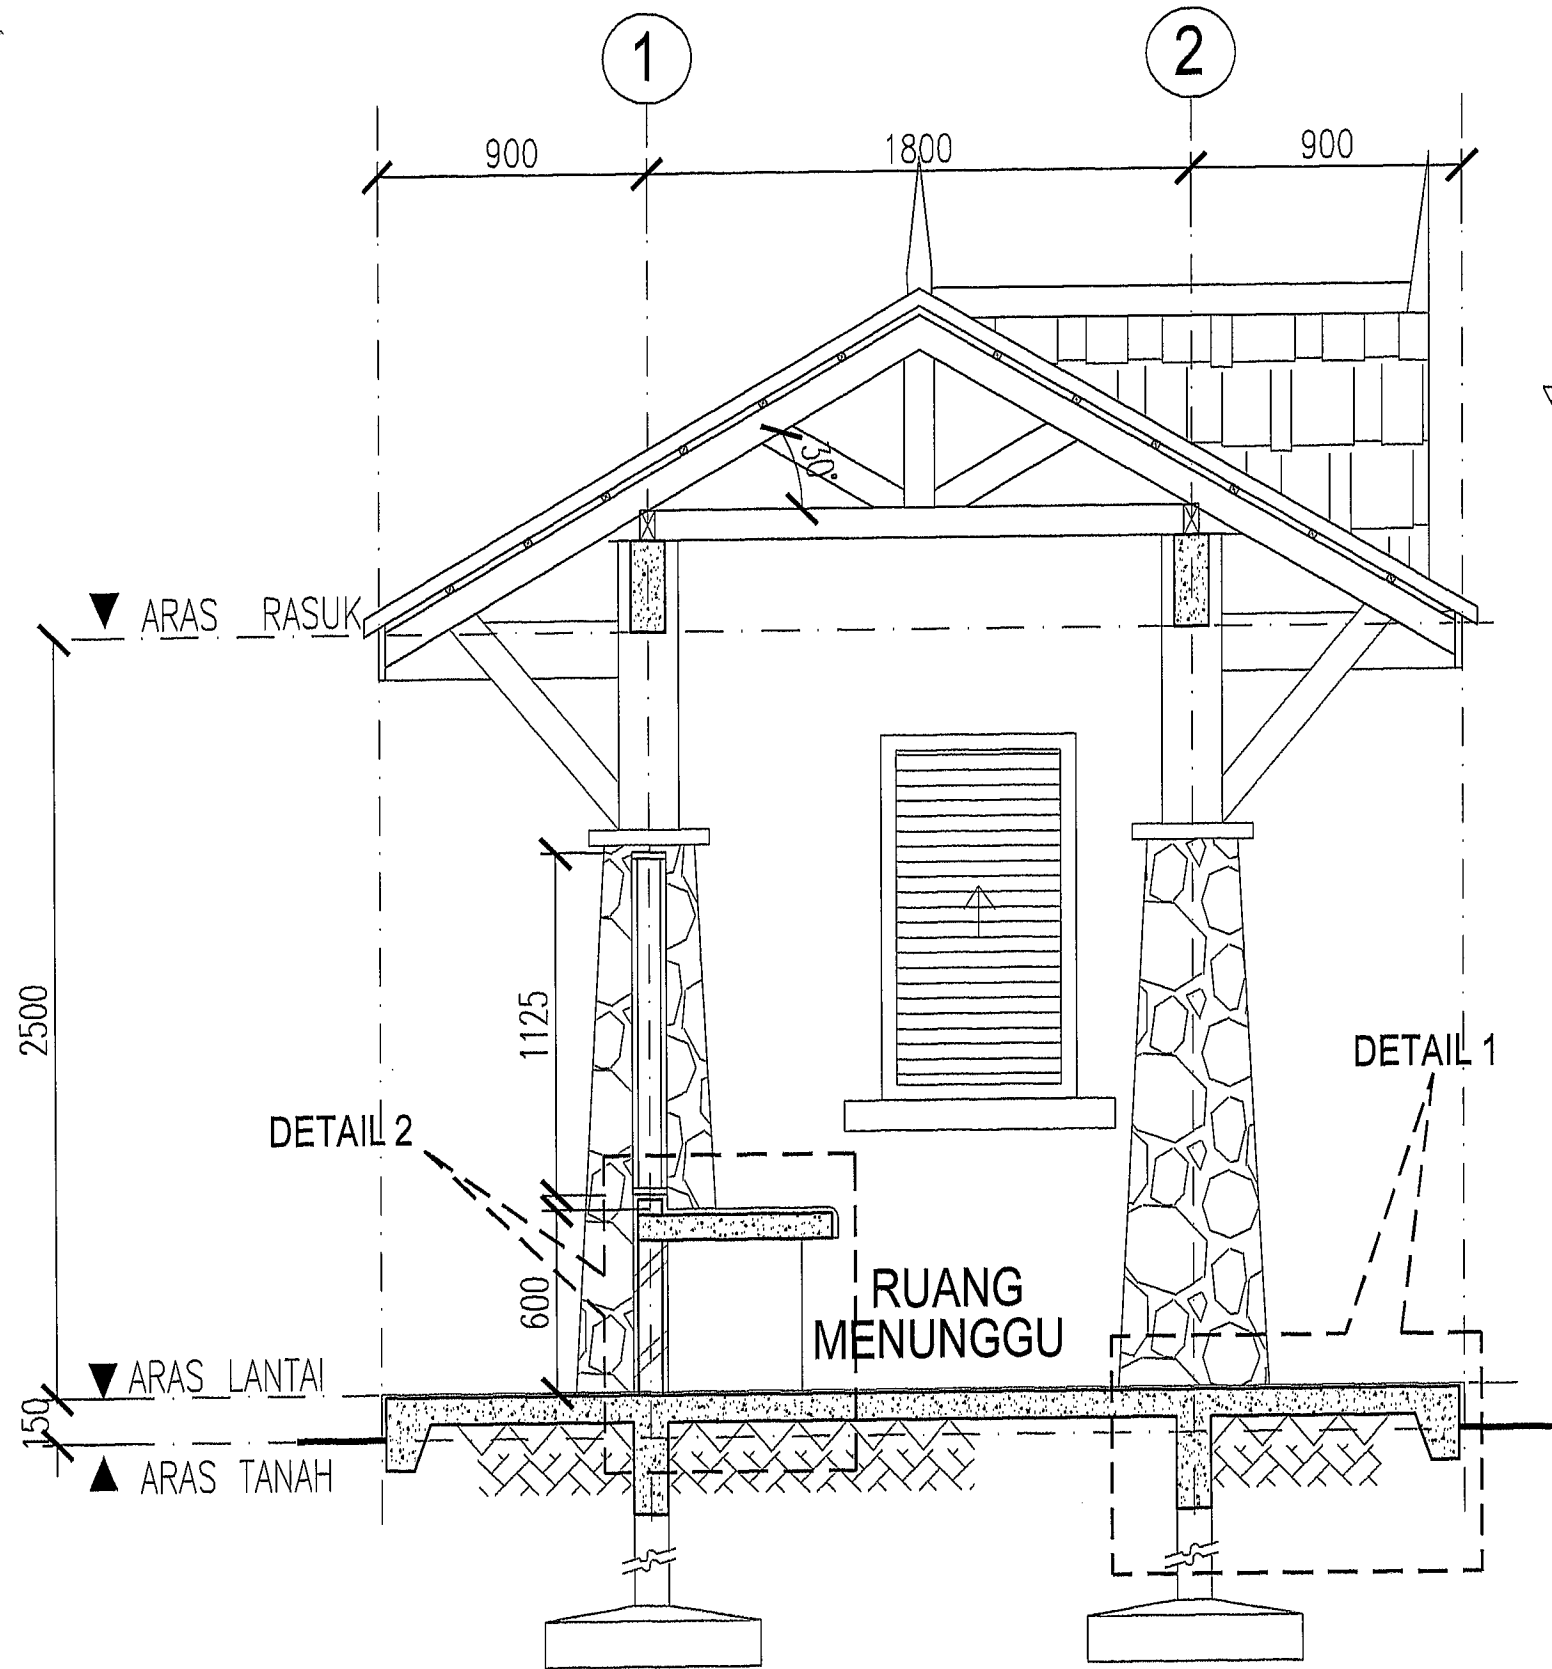 1
2
900
1800
900
30°
ARAS RASUK
2500
1125
DETAIL 1
DETAIL 2
600
RUANG
MENUNGGU
ARAS LANTAI
150
ARAS TANAH